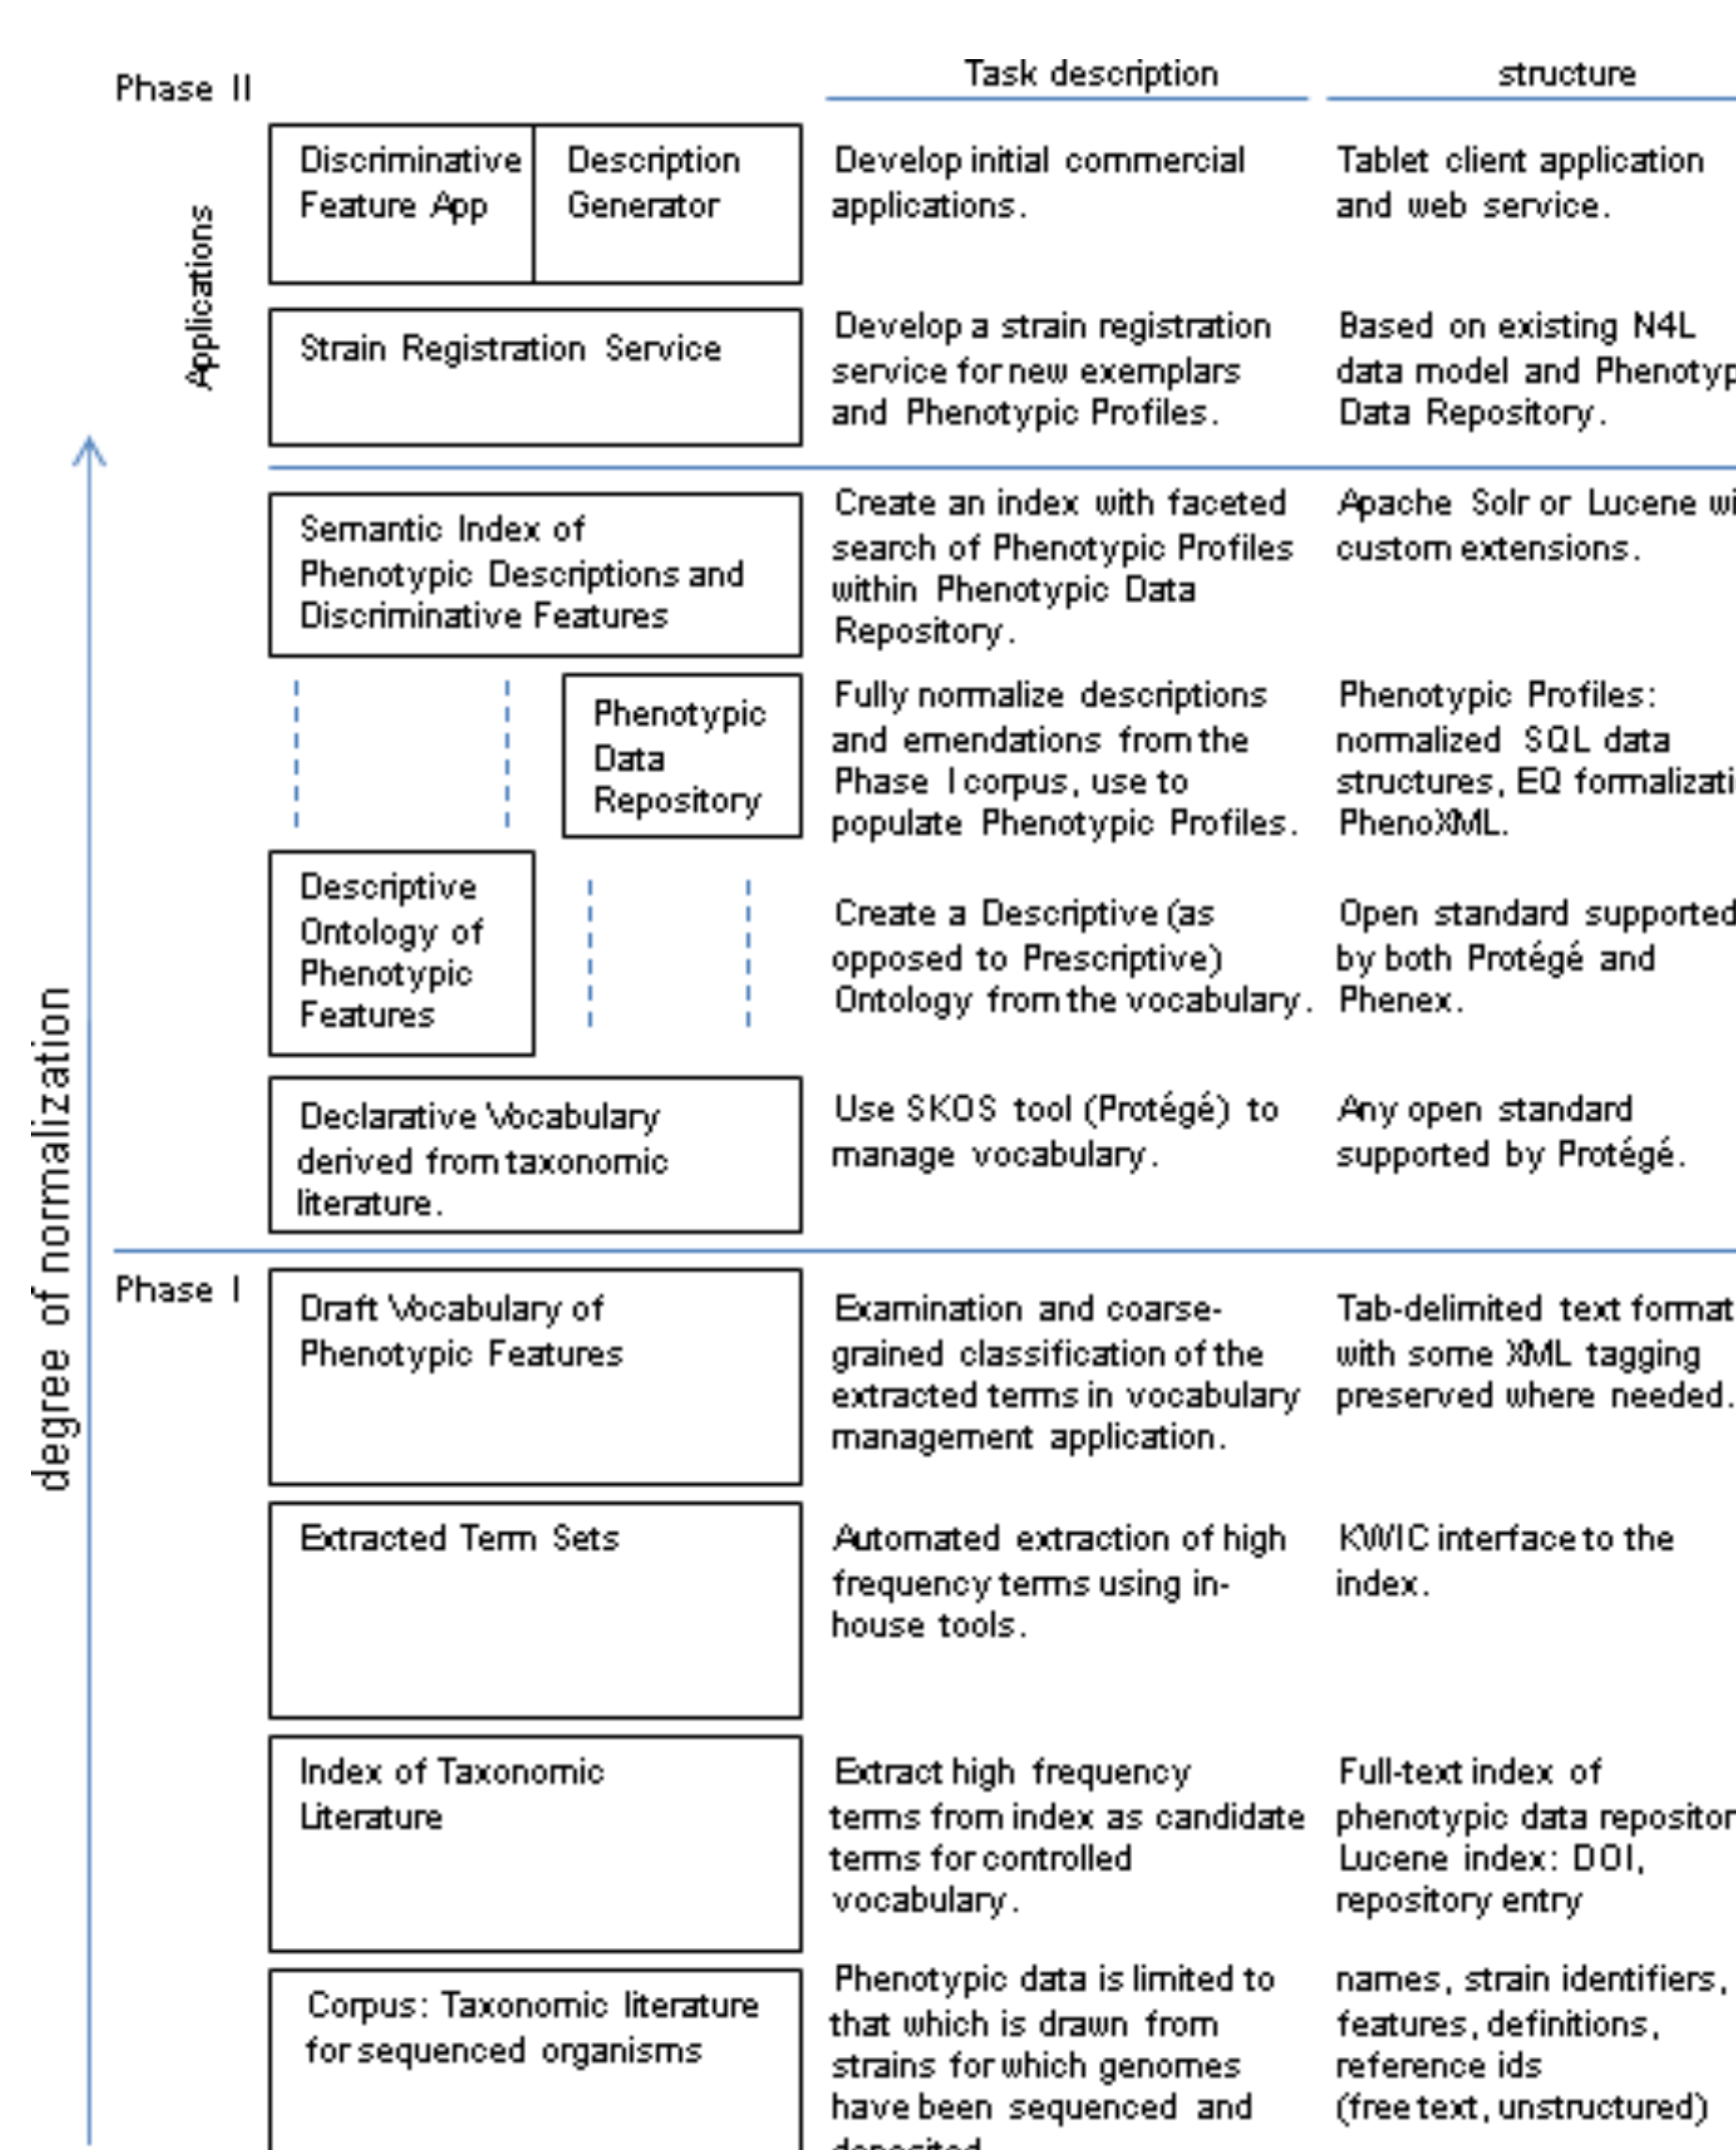 Phase II
Task description
structure
Applications
Discriminative
Feature App
Description
Generator
Develop initial commercial
applications.
Tablet client application
and web service.
Strain Registration Service
Develop a strain registration
service for new exemplars
and Phenotypic Profiles.
Based on existing N4L
data model and
Data Repository.
Semantic Index of
Phenotypic Descriptions and
Discriminative Features
Create an index with faceted
search of Phenotypic Profiles
within Phenotypic Data
Repository.
Apache Solr or Lucene
custom extensions.
Phenotypic
Data
Repository
Fully normalize descriptions
and emendations from the
Phase I corpus, use to
populate Phenotypic Profiles.
Phenotypic Profiles:
normalized SQL data
structures, EQ
PhenoXML.
Descriptive
Ontology of
Phenotypic
Features
Create a Descriptive (as
opposed to Prescriptive)
Ontology from the vocabulary.
Open standard supported
by both Protégé and
Phenex.
degree of normalization
Declarative Vocabulary
derived from taxonomic
literature.
Use SKOS tool (Protégé) to
manage vocabulary.
Any open standard
supported by Protégé.
Phase I
Draft Vocabulary of
Phenotypic Features
Examination and coarse-
grained classification of the
extracted terms in vocabulary
management application.
Tab-delimited text format
with some XML tagging
preserved where needed.
Extracted Term Sets
Automated extraction of high
frequency terms using in-
house tools.
KWIC interface to the
index.
Index of Taxonomic
Literature
Extract high frequency
terms from index as candidate
terms for controlled
vocabulary.
Full-text index of
phenotypic data
Lucene index: DOI,
repository entry
Corpus: Taxonomic literature
for sequenced organisms
Phenotypic data is limited to
that which is drawn from
strains for which genomes
have been sequenced and
names, strain identifiers,
features, definitions,
reference ids
(free text, unstructured)